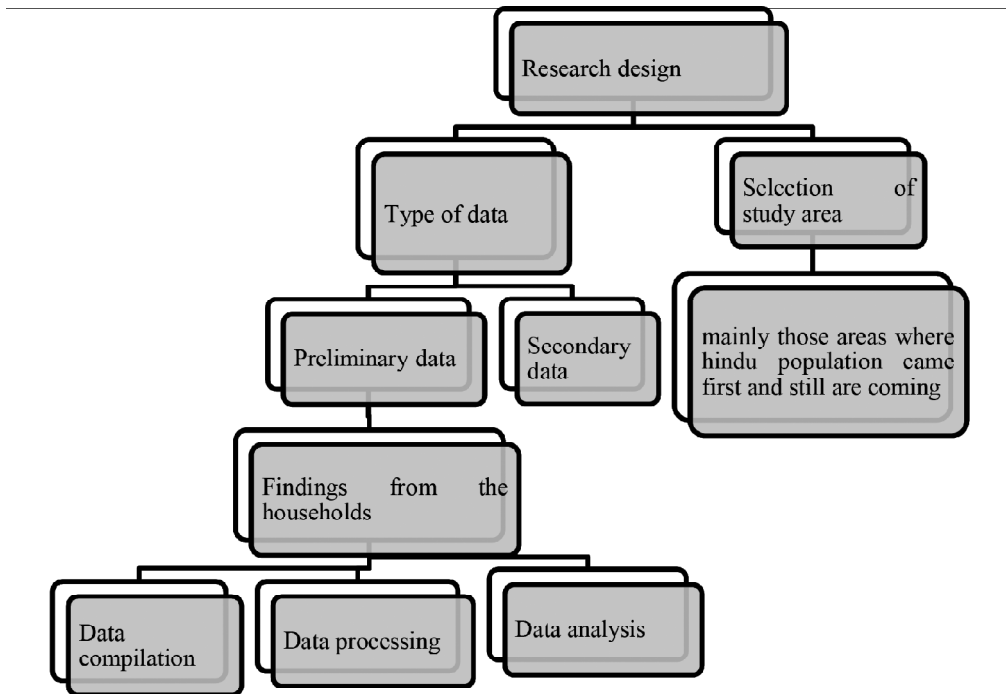 Research design
Type of data
Selection of
study area
Preliminary data
Secondary
data
mainly those areas where
hindu population came
first and still are coming
Findings from the
households
Data
compilation
Data processing
Data analysis